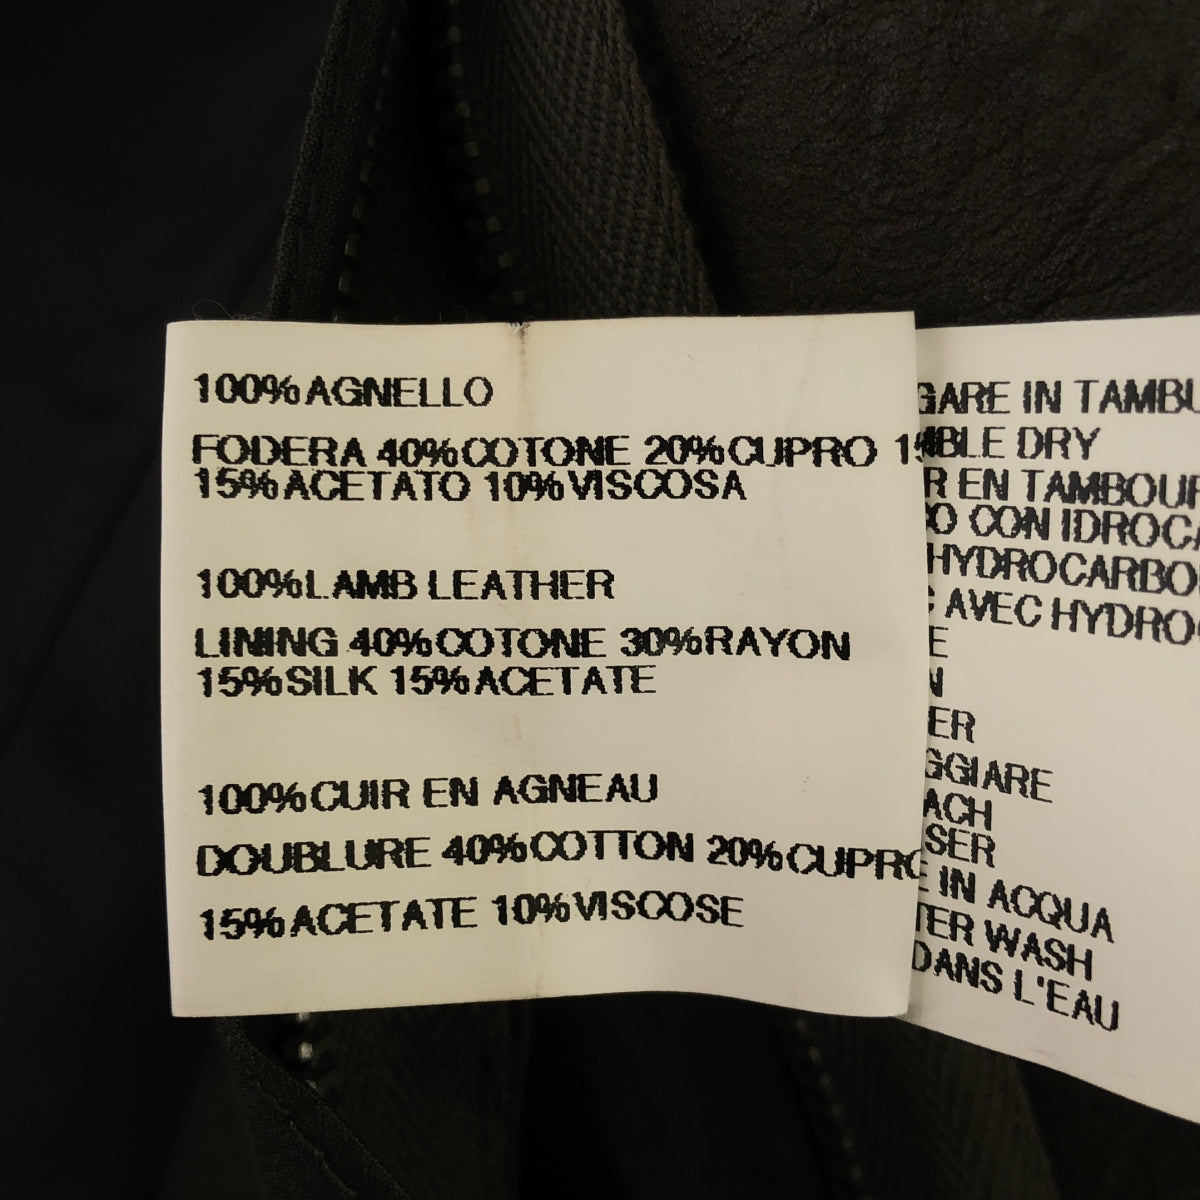 100% AGNELLO
FODERA 40% COTONE 20% CUPRO 15
15% ACETATO 10% VISCOSA
100% LAMB LEATHER
LINING 40% COTONE 30% RAYON
15% SILK 15% ACETATE
100% CUIR EN AGNEAU
DOUBLURE 40% COTTON 20% CUPRO
15% ACETATE 10% VISCOSE
GARE IN TAMBU
MBLE DRY
R EN TAMBOUR
CO CON IDROCA
HYDROCARBO
C AVEC HYDRO
E
N
ER
GGIARE
ACH
SER
E IN ACQUA
TER WASH
DANS L'EAU